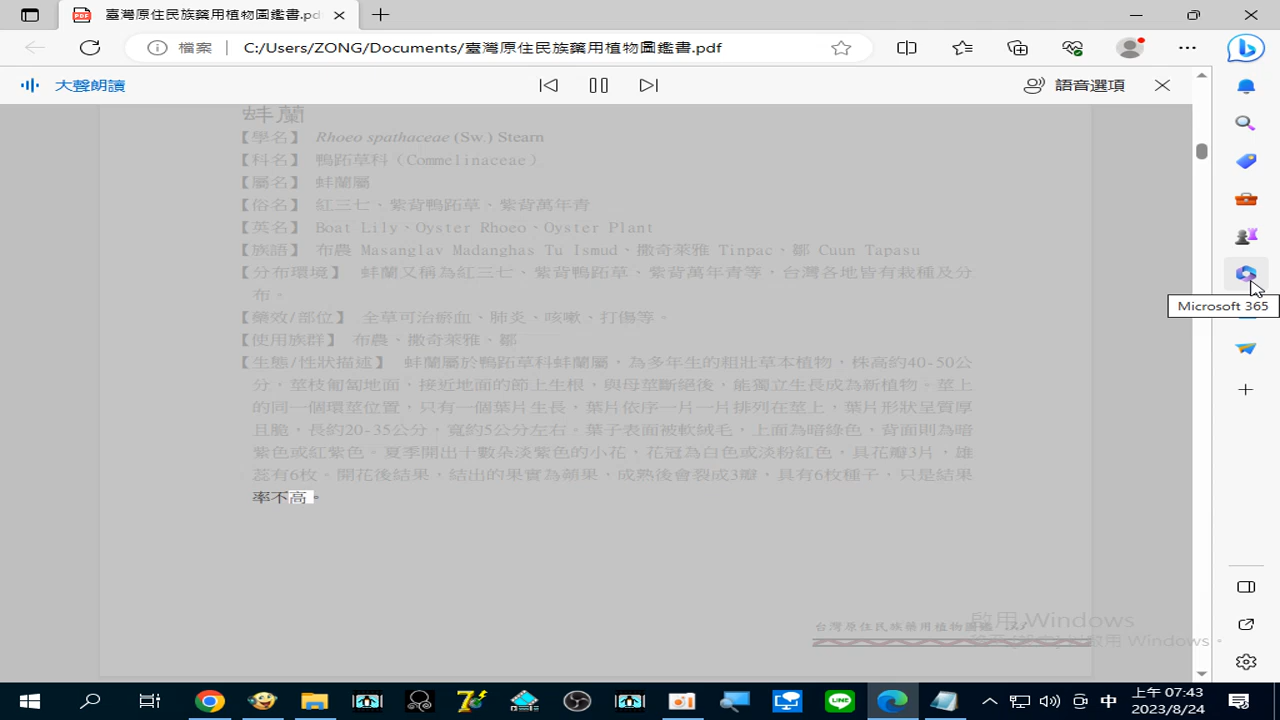 臺灣原住民族藥用植物圖鑑書.pdf
檔案 C:/Users/ZONG/Documents/臺灣原住民族藥用植物圖鑑書.pdf
大聲朗讀
語音選項
蚌蘭
【學名】 Rhoeo spathaceae (Sw.) Stearn
【科名】 鴨跖草科（Commelinaceae）
【屬名】 蚌蘭屬
【俗名】 紅三七、紫背鴨跖草、紫背萬年青
【英名】 Boat Lily、Oyster Rhoeo、Oyster Plant
【族語】 布農 Masanglav Madanghas Tu Ismud、撒奇萊雅 Tinpac、鄒 Cuun Tapasu
【分布環境】 蚌蘭又稱為紅三七、紫背鴨跖草、紫背萬年青等，台灣各地皆有栽種及分
布。
【藥效/部位】 全草可治瘀血、肺炎、咳嗽、打傷等。
【使用族群】 布農、撒奇萊雅、鄒
【生態/性狀描述】 蚌蘭屬於鴨跖草科蚌蘭屬，為多年生的粗壯草本植物，株高約40-50公
分，莖枝匍匐地面，接近地面的節上生根，與母莖斷絕後，能獨立生長成為新植物。莖上
的同一個環莖位置，只有一個葉片生長，葉片依序一片一片排列在莖上，葉片形狀呈質厚
且脆，長約20-35公分，寬約5公分左右。葉子表面被軟絨毛，上面為暗綠色，背面則為暗
紫色或紅紫色。夏季開出十數朵淡紫色的小花，花冠為白色或淡粉紅色，具花瓣3片，雄
蕊有6枚。開花後結果，結出的果實為蒴果，成熟後會裂成3瓣，具有6枚種子，只是結果
率不高。
Microsoft 365
台灣原住民族藥用植物圖鑑
啟用 Windows
啟用 Windows。
中
上午 07:43
2023/8/24